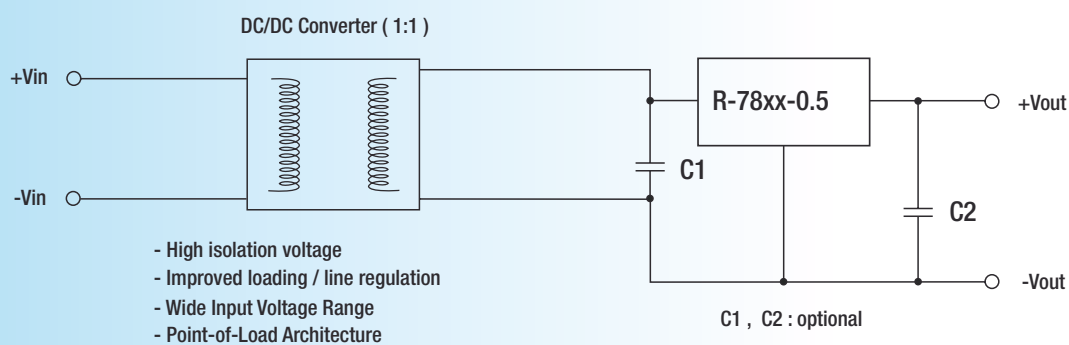 DC/DC Converter ( 1:1 )
+Vin
R-78xx-0.5
+Vout
C1
-Vin
C2
- High isolation voltage
- Improved loading / line regulation
-Vout
- Wide Input Voltage Range
C1 , C2 : optional
- Point-of-Load Architecture